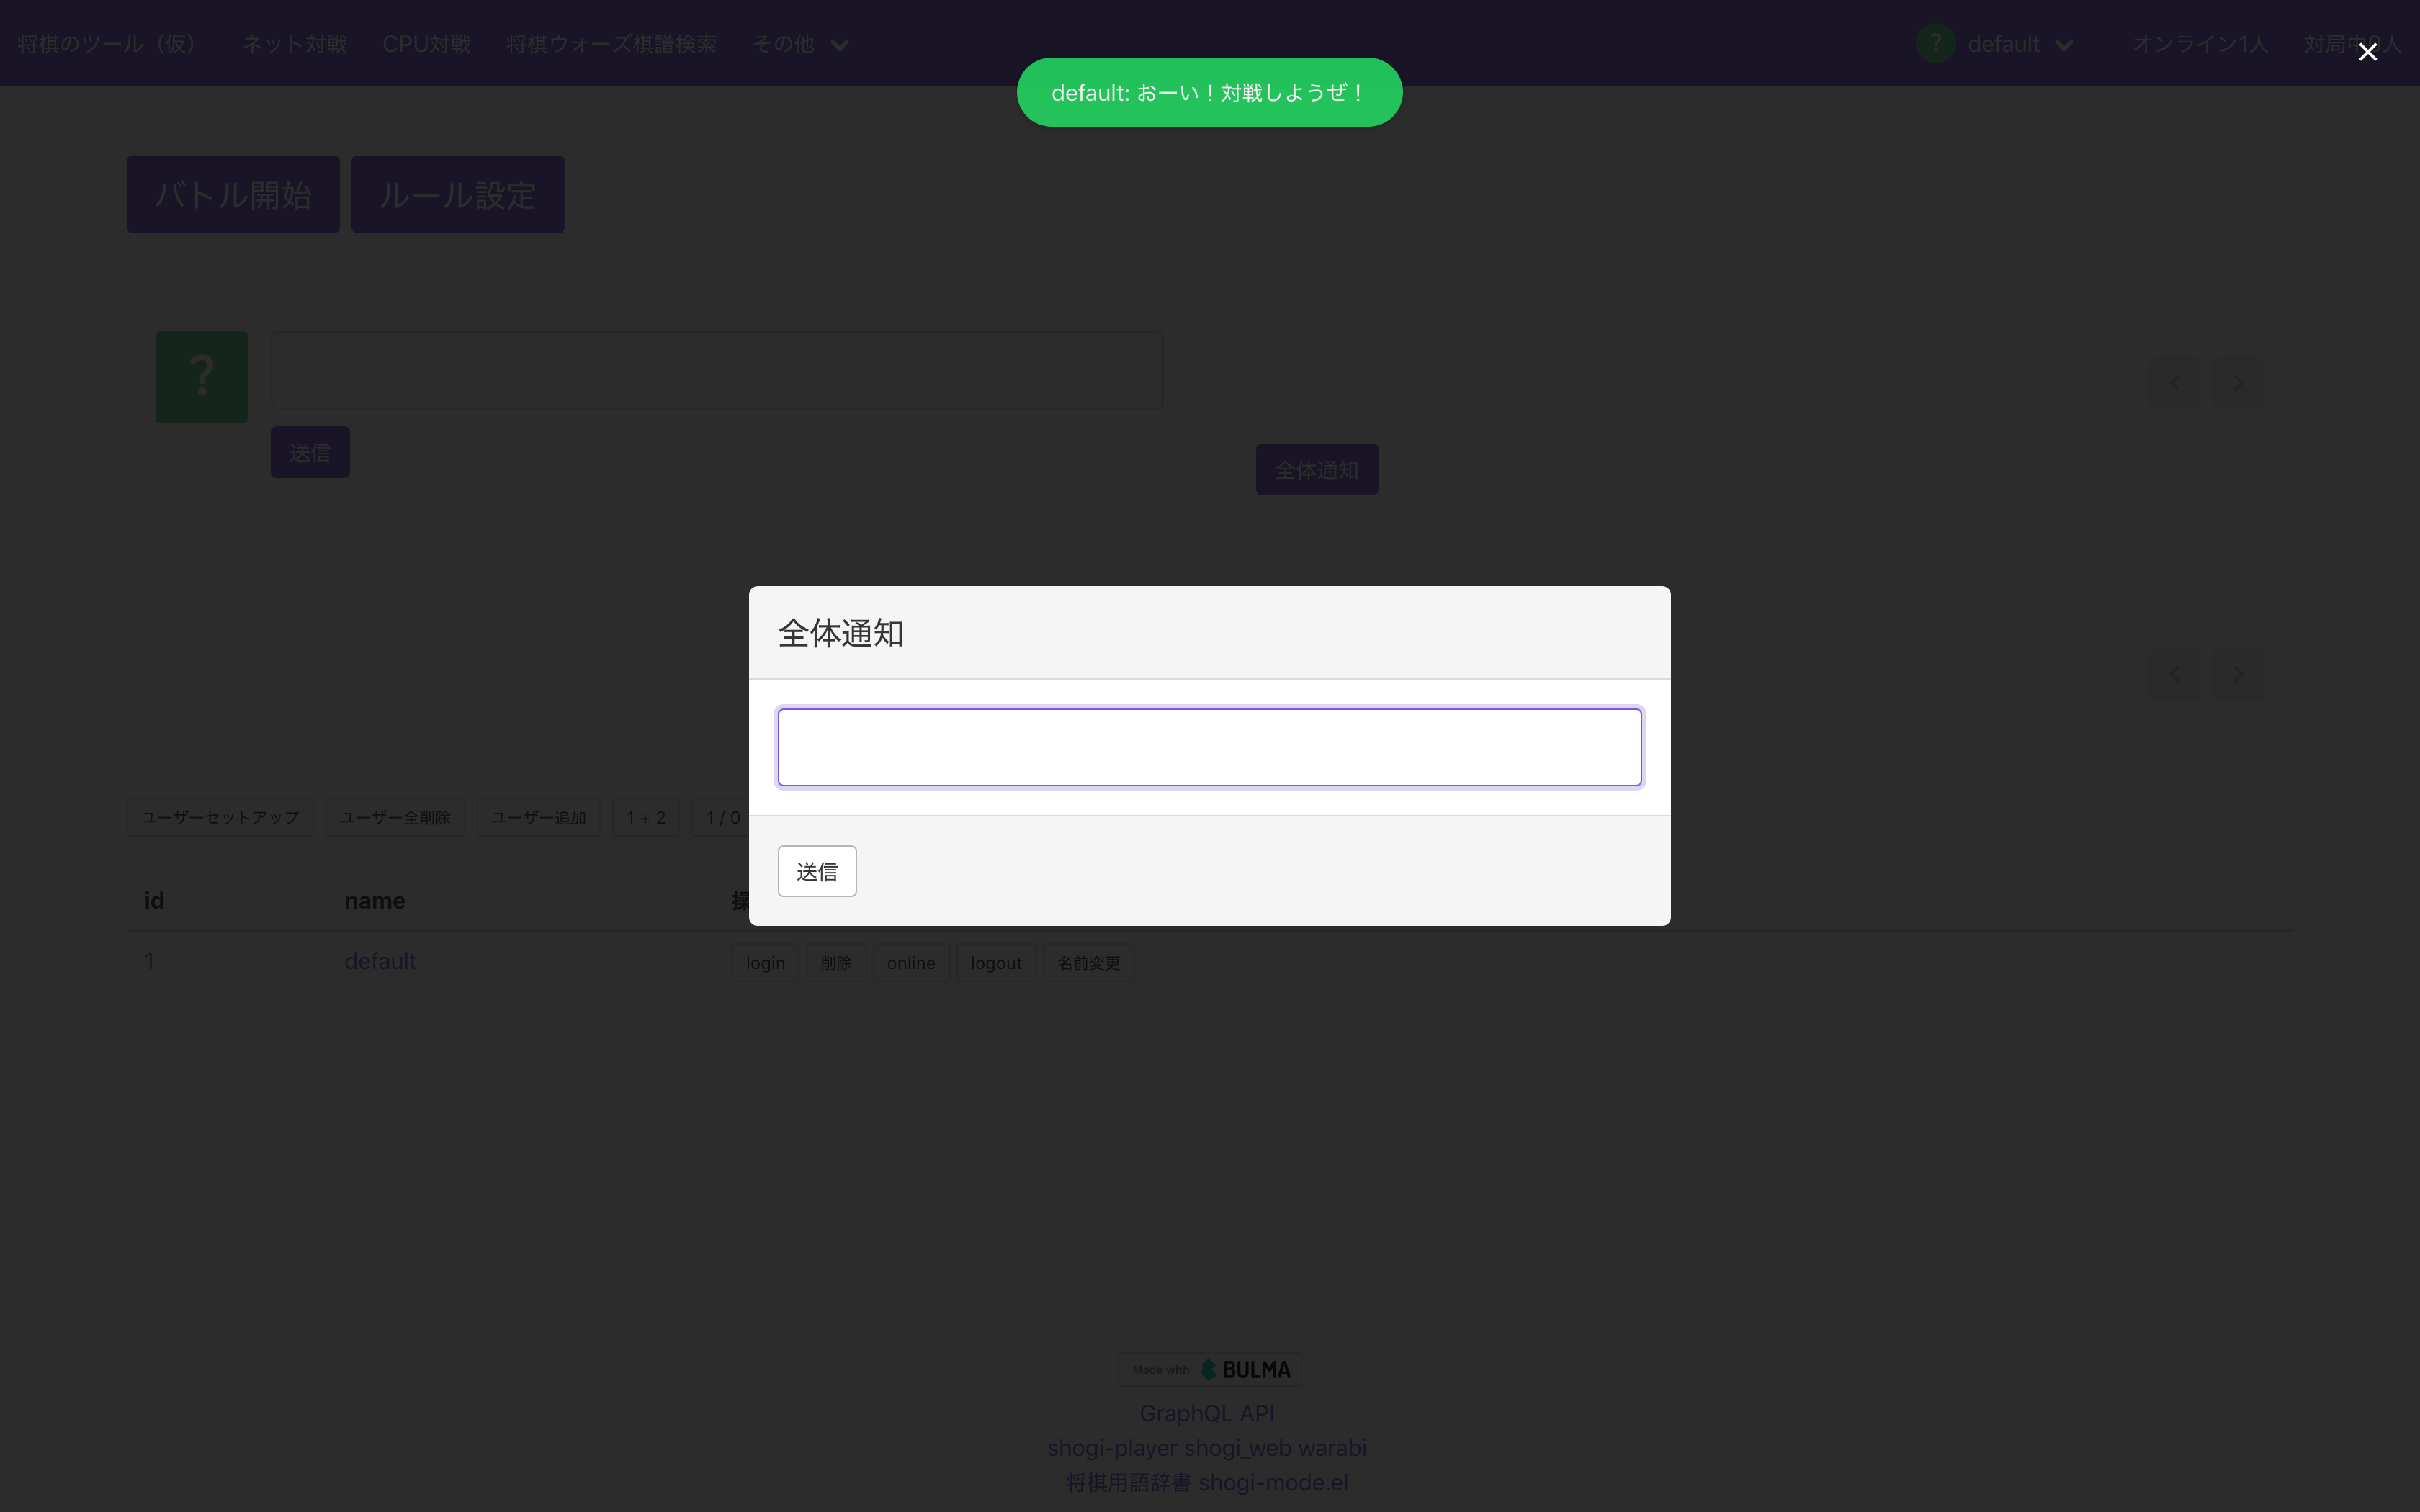 将棋のツール（仮） ネット対戦 CPU対戦 将棋ウォーズ棋譜検索 その他 ? default オンライン1人 対局中0人
default: おーい！対戦しようぜ！
バトル開始 ルール設定
?
送信
全体通知
全体通知
送信
ユーザーセットアップ ユーザー全削除 ユーザー追加 1 + 2 1 / 0
id name 操
1 default login 削除 online logout 名前変更
Made with BULMA
GraphQL API
shogi-player shogi_web warabi
将棋用語辞書 shogi-mode.el